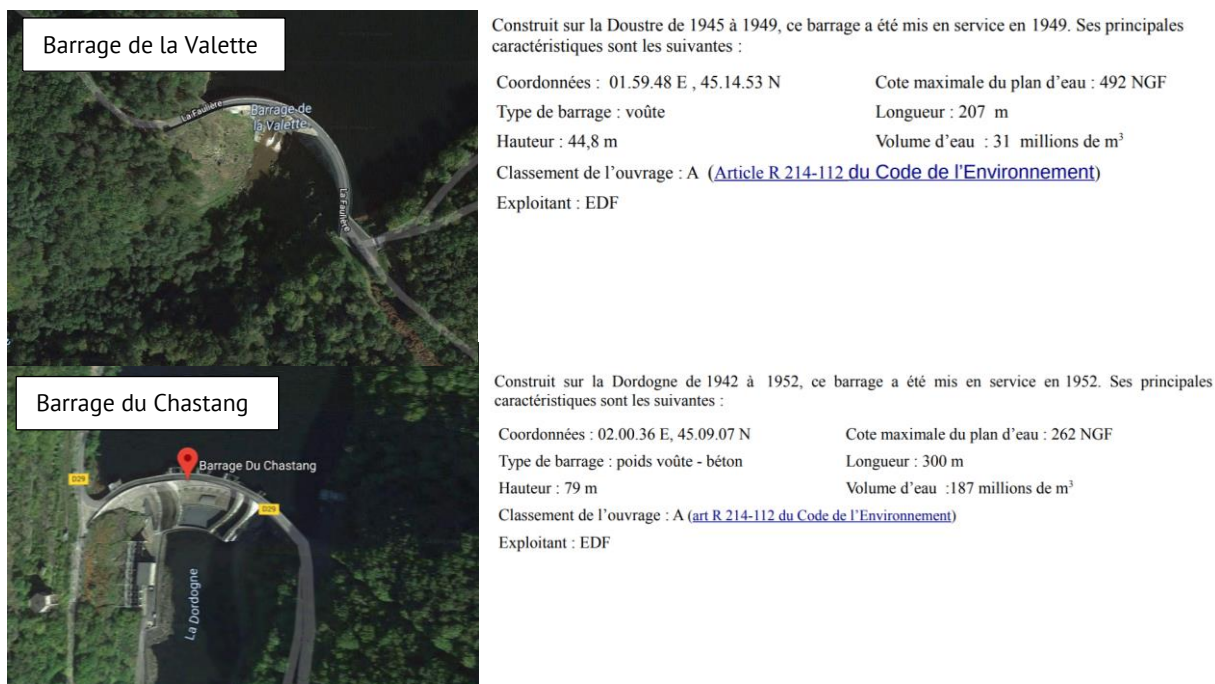 Barrage de la Valette
La Faulière
Barrage de
la Valette
La Faulière
Construit sur la Doustre de 1945 à 1949, ce barrage a été mis en service en 1949. Ses principales
caractéristiques sont les suivantes :
Coordonnées : 01.59.48 E , 45.14.53 N
Cote maximale du plan d'eau : 492 NGF
Type de barrage : voûte
Longueur : 207 m
Hauteur : 44,8 m
Volume d'eau : 31 millions de m³
Classement de l'ouvrage : A (Article R 214-112 du Code de l'Environnement)
Exploitant : EDF
Barrage du Chastang
Barrage Du Chastang
D29
D29
La Dordogne
Construit sur la Dordogne de 1942 à 1952, ce barrage a été mis en service en 1952. Ses principales
caractéristiques sont les suivantes :
Coordonnées : 02.00.36 E, 45.09.07 N
Cote maximale du plan d'eau : 262 NGF
Type de barrage : poids voûte - béton
Longueur : 300 m
Hauteur : 79 m
Volume d'eau :187 millions de m³
Classement de l'ouvrage : A (art R 214-112 du Code de l'Environnement)
Exploitant : EDF